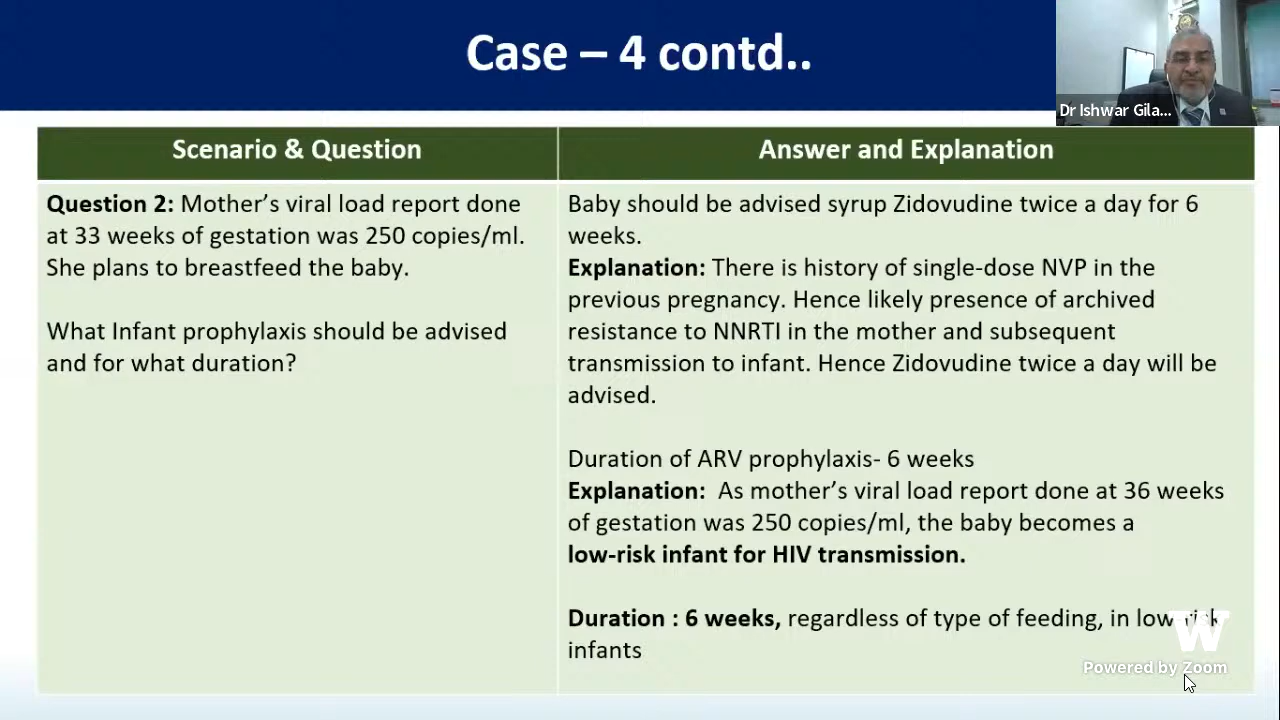 Case – 4 contd..
Dr Ishwar Gila...
Scenario & Question
Answer and Explanation
Question 2: Mother’s viral load report done
at 33 weeks of gestation was 250 copies/ml.
She plans to breastfeed the baby.
What Infant prophylaxis should be advised
and for what duration?
Baby should be advised syrup Zidovudine twice a day for 6
weeks.
Explanation: There is history of single-dose NVP in the
previous pregnancy. Hence likely presence of archived
resistance to NNRTI in the mother and subsequent
transmission to infant. Hence Zidovudine twice a day will be
advised.
Duration of ARV prophylaxis- 6 weeks
Explanation:  As mother’s viral load report done at 36 weeks
of gestation was 250 copies/ml, the baby becomes a
low-risk infant for HIV transmission.
Duration : 6 weeks, regardless of type of feeding, in low-risk
infants
W
Powered by Zoom